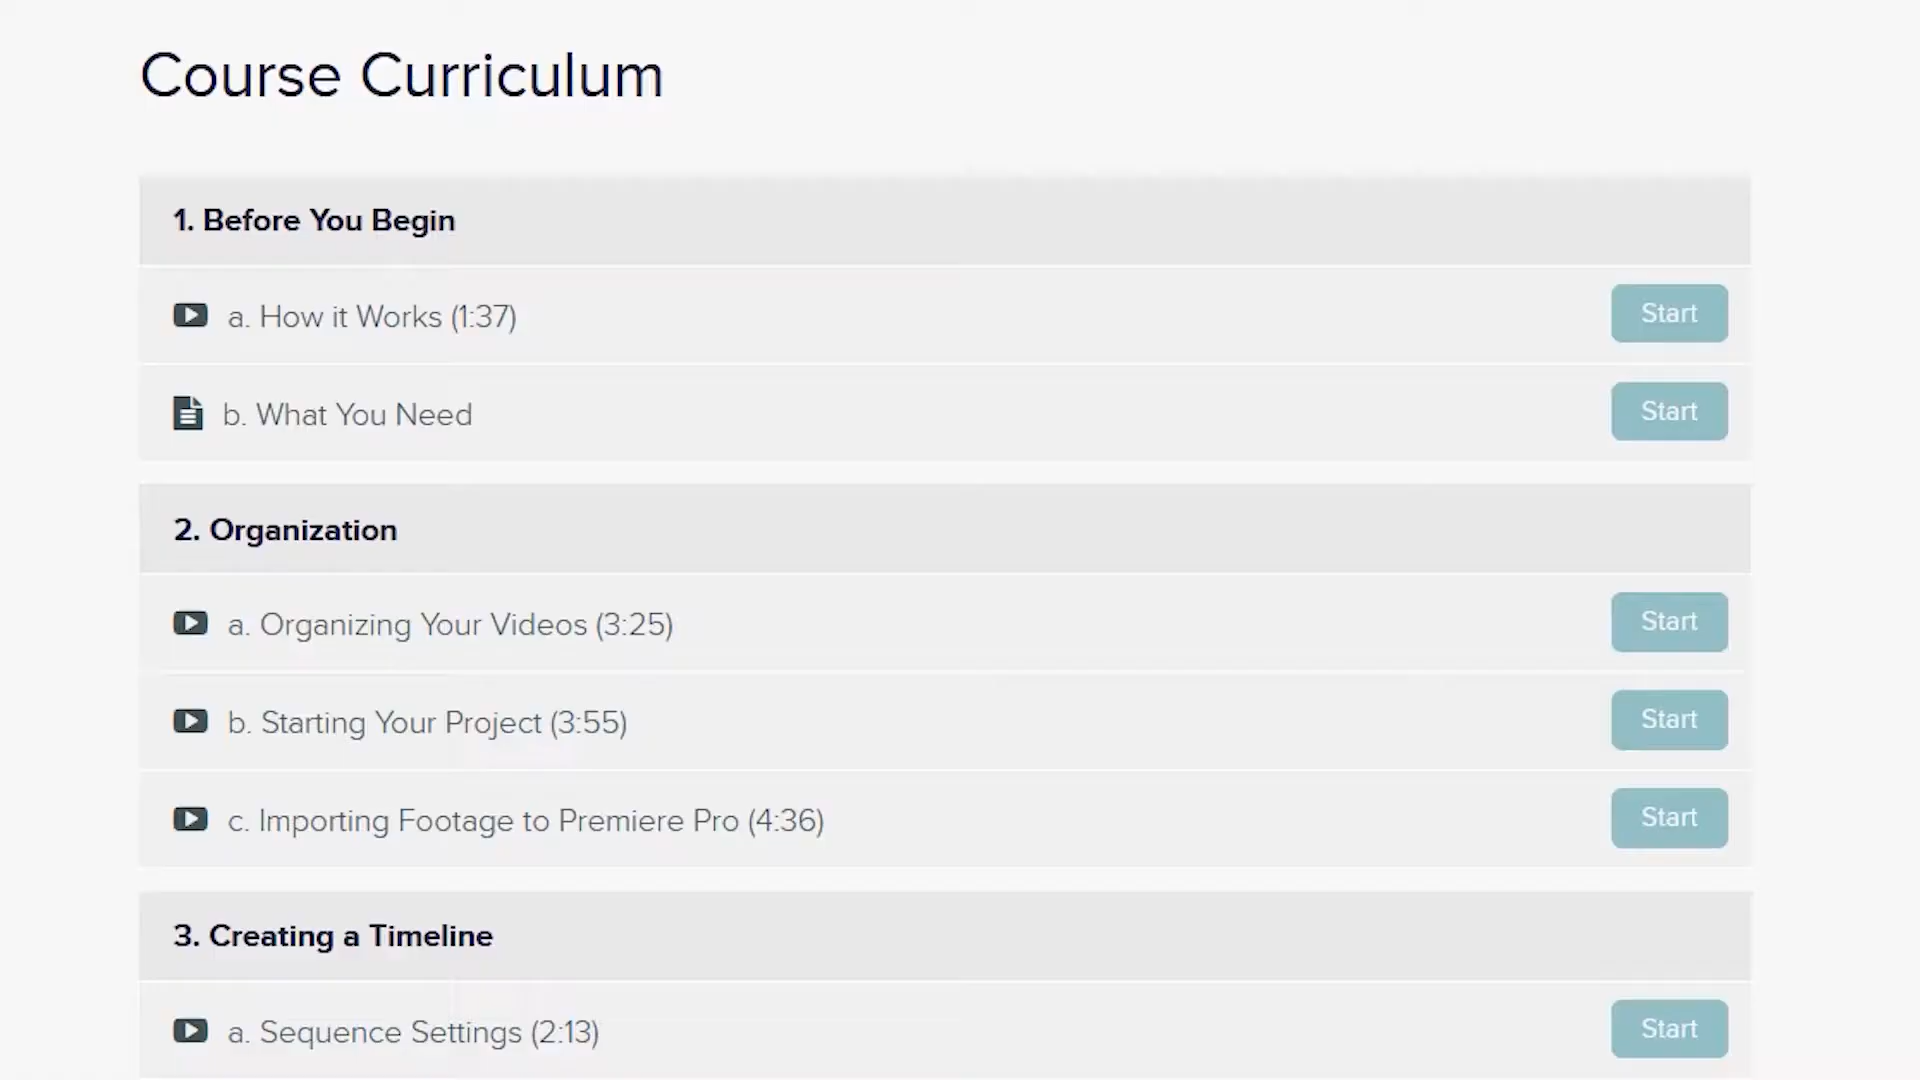 Course Curriculum
1. Before You Begin
a. How it Works (1:37)
Start
b. What You Need
Start
2. Organization
a. Organizing Your Videos (3:25)
Start
b. Starting Your Project (3:55)
Start
c. Importing Footage to Premiere Pro (4:36)
Start
3. Creating a Timeline
a. Sequence Settings (2:13)
Start